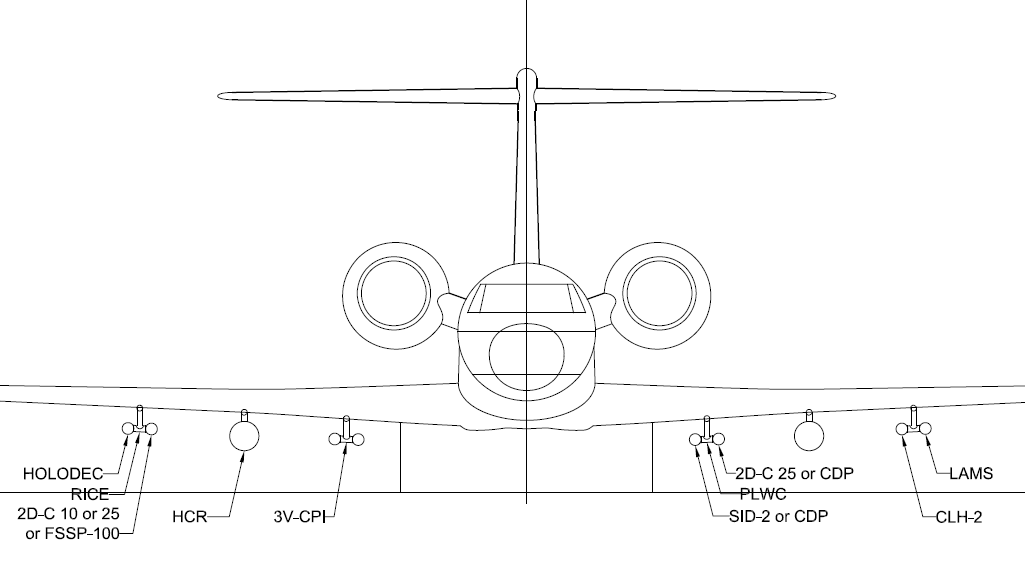 HOLODEC
RICE
2D-C 10 or 25
or FSSP-100
HCR
3V-CPI
2D-C 25 or CDP
PLWC
SID-2 or CDP
LAMS
CLH-2